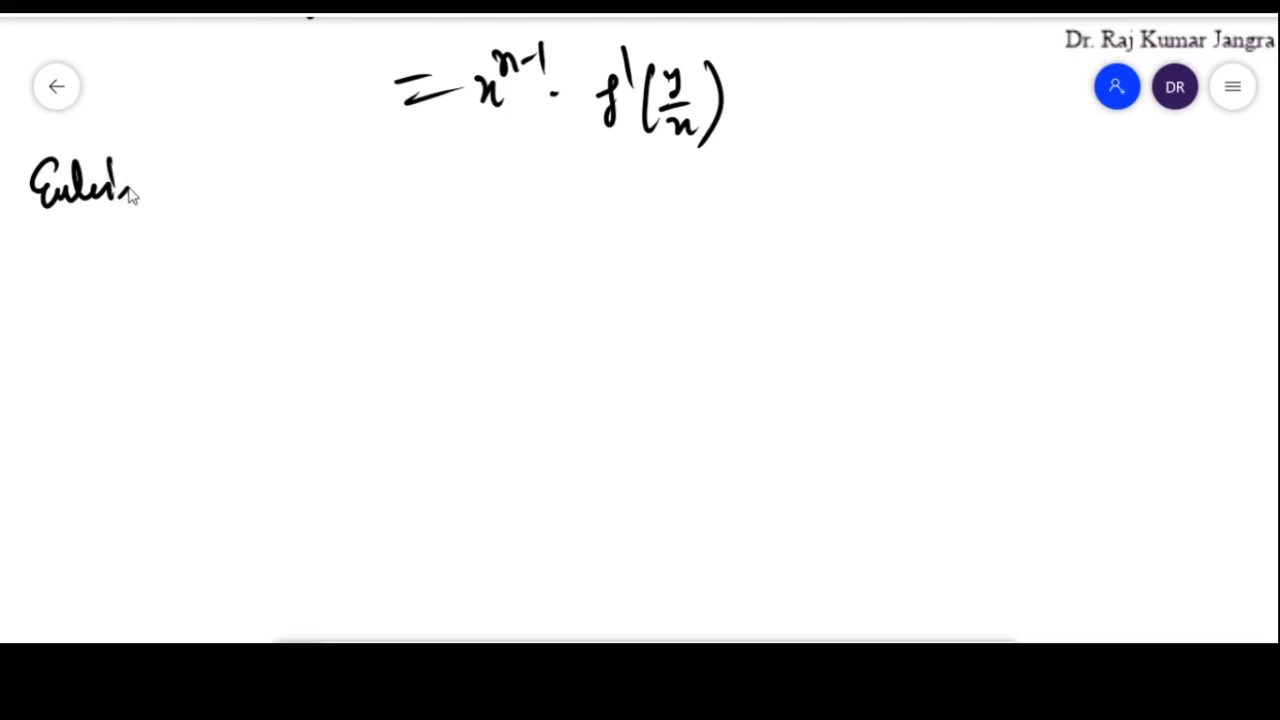 Dr. Raj Kumar Jangra
= x^{n-1} · f'(y/x)
DR
Euler's